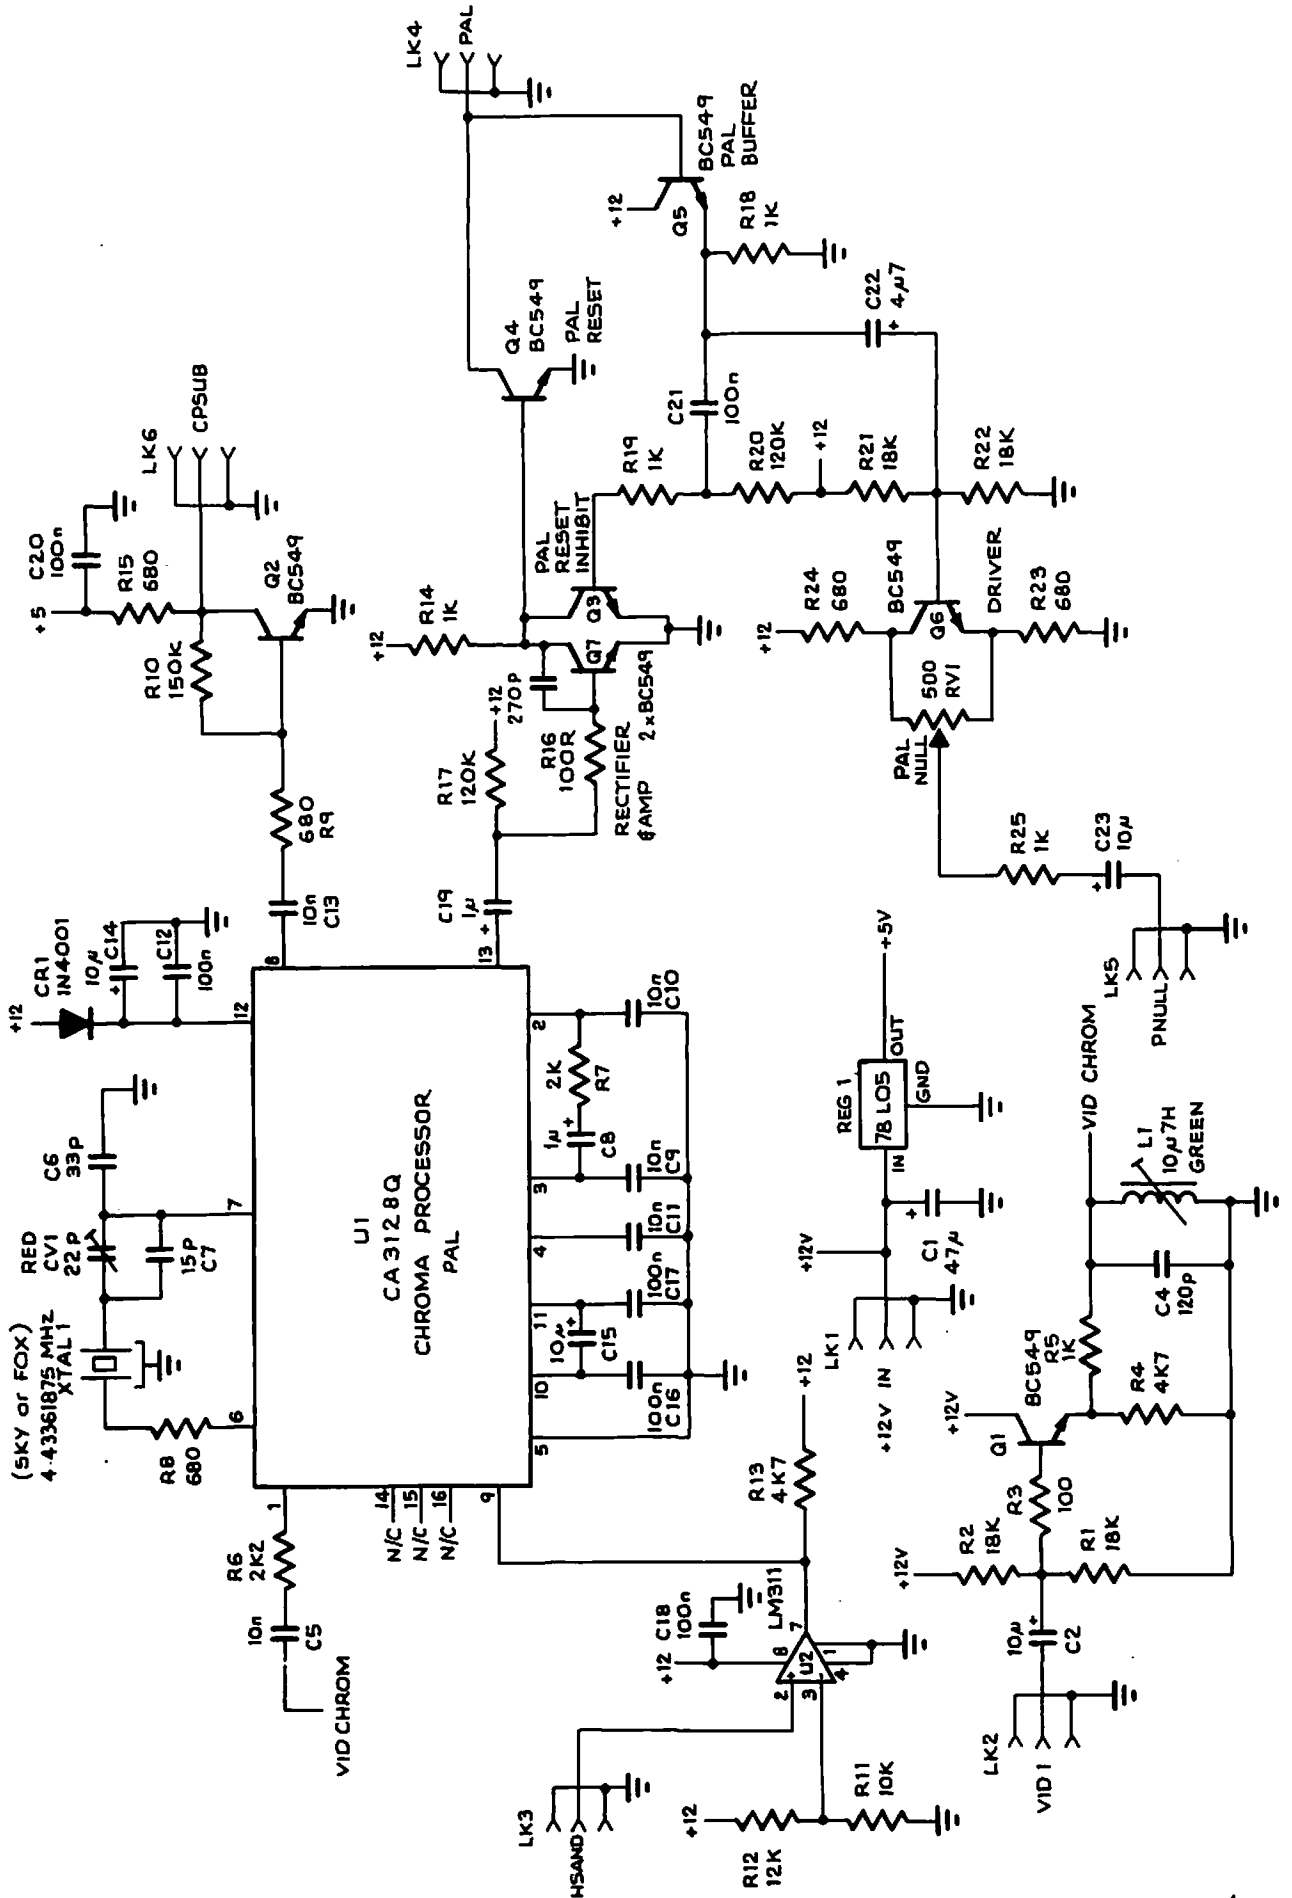 VID CHROM
10n
C5
R6
2K2
1
R8
680
6
(SKY or FOX)
4·43361875 MHz
XTAL1
RED
CV1
22P
15P
C7
C6
33P
7
+12
CR1
1N4001
10µ
+
C14
C12
100n
12
U1
CA3128Q
CHROMA PROCESSOR
PAL
N/C 14
N/C 15
N/C 16
9
5
10
11
4
3
2
8
13
100n
C16
10µ
+
C15
100n
C17
10n
C11
10n
C9
1µ
+
C8
2K
R7
10n
C10
10n
C13
680
R9
R10
150K
+5
C20
100n
R15
680
Q2
BC549
LK6
CPSUB
C19
1µ
+
R17
120K
+12
270P
R16
100R
RECTIFIER
& AMP
2xBC549
Q7
Q3
+12
R14
1K
PAL
RESET
INHIBIT
Q4
BC549
PAL
RESET
LK4
PAL
+12
Q5
BC549
PAL
BUFFER
R18
1K
R19
1K
C21
100n
R20
120K
+12
R21
18K
R22
18K
C22
4µ7
+
+12
R24
680
BC549
Q6
DRIVER
R23
680
500
RV1
PAL
NULL
R25
1K
C23
10µ
+
LK5
PNULL
LK3
HSAND
+12
R12
12K
R11
10K
+12
C18
100n
LM311
U2
2
3
+
-
8
7
1
4
R13
4K7
+12
LK1
+12V IN
+12V
C1
47µ
+
REG 1
78L05
IN
OUT
GND
+5V
LK2
VID 1
10µ
+
C2
+12V
R2
18K
R1
18K
R3
100
+12V
Q1
BC549
R5
1K
R4
4K7
C4
120p
L1
10µ7H
GREEN
VID CHROM